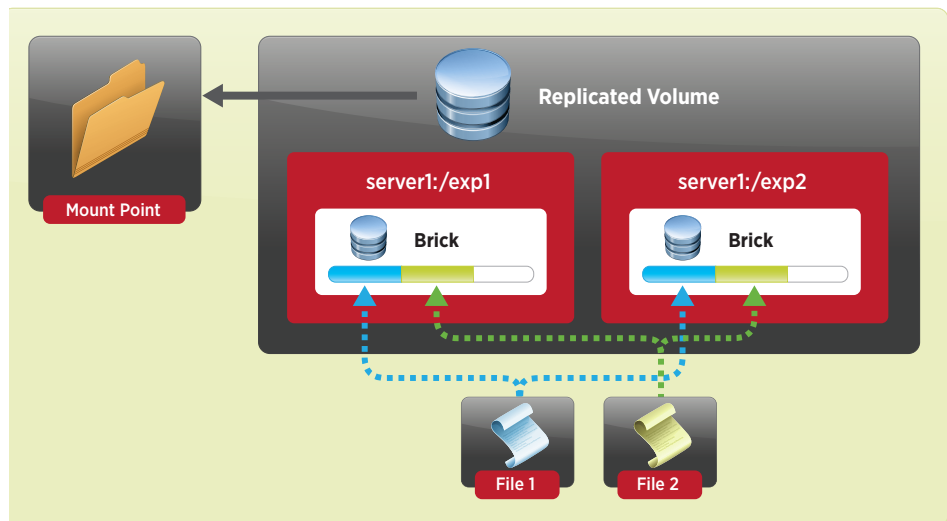 Replicated Volume
Mount Point
server1:/exp1
Brick
server1:/exp2
Brick
File 1
File 2